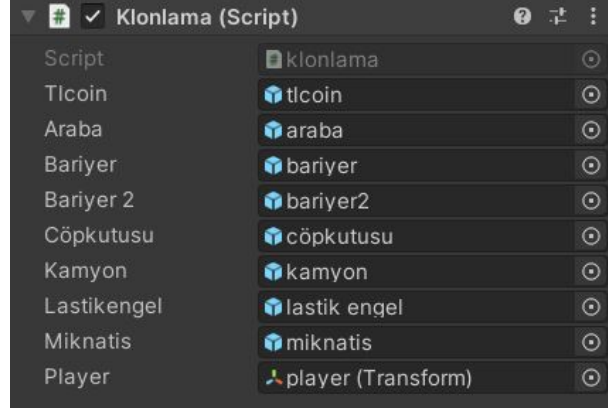 Klonlama (Script)
Script klonlama
Tlcoin tlcoin
Araba araba
Bariyer bariyer
Bariyer 2 bariyer2
Cöpkutusu cöpkutusu
Kamyon kamyon
Lastikengel lastik engel
Miknatis miknatis
Player player (Transform)